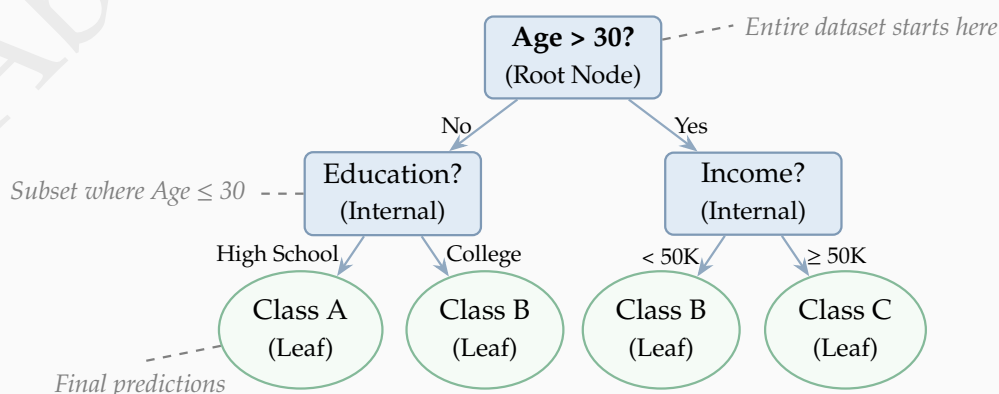 Age > 30?
(Root Node)
Entire dataset starts here
No
Yes
Education?
(Internal)
Income?
(Internal)
Subset where Age ≤ 30
High School
College
< 50K
≥ 50K
Class A
(Leaf)
Class B
(Leaf)
Class B
(Leaf)
Class C
(Leaf)
Final predictions